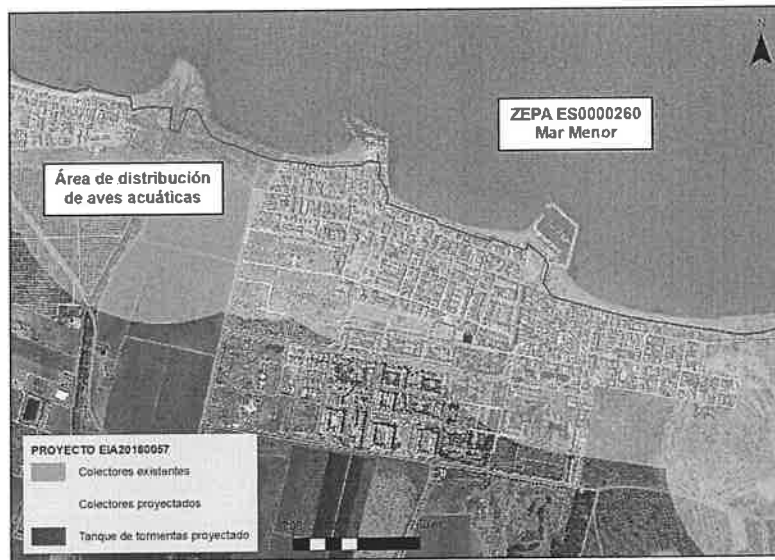 N
ZEPA ES0000260
Mar Menor
Área de distribución
de aves acuáticas
PROYECTO EIA20180057
Colectores existentes
Colectores proyectados
Tanque de tormentas proyectado